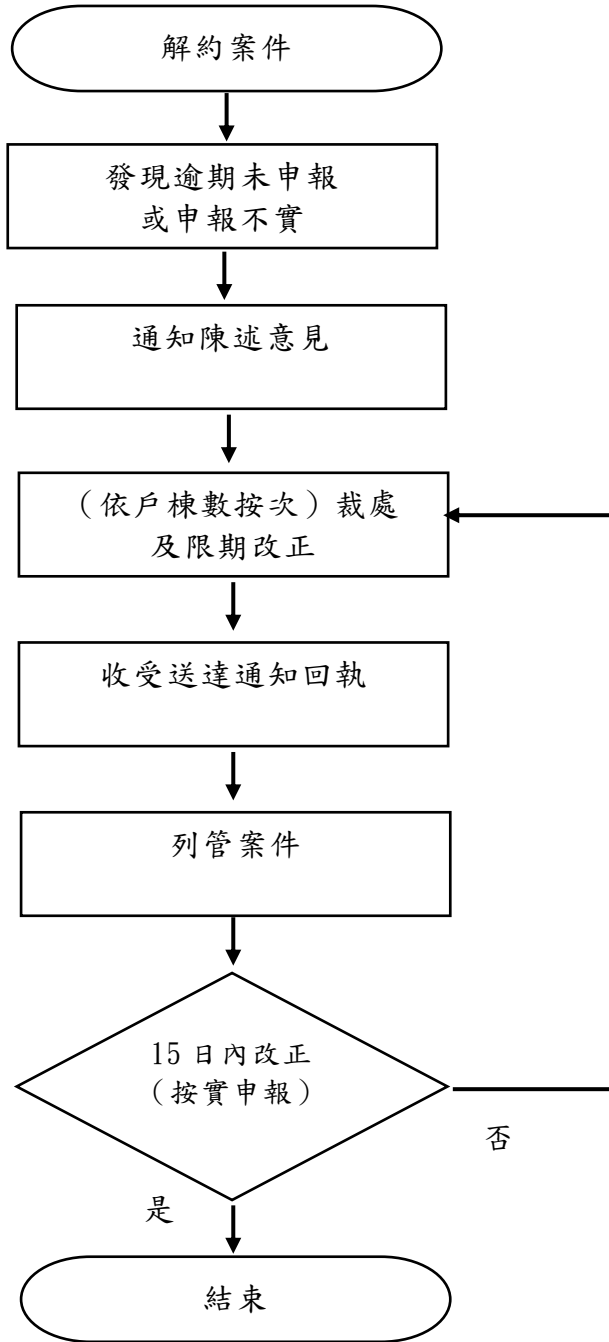 解約案件
發現逾期未申報
或申報不實
通知陳述意見
（依戶棟數按次）裁處
及限期改正
收受送達通知回執
列管案件
15 日內改正
（按實申報）
否
是
結束